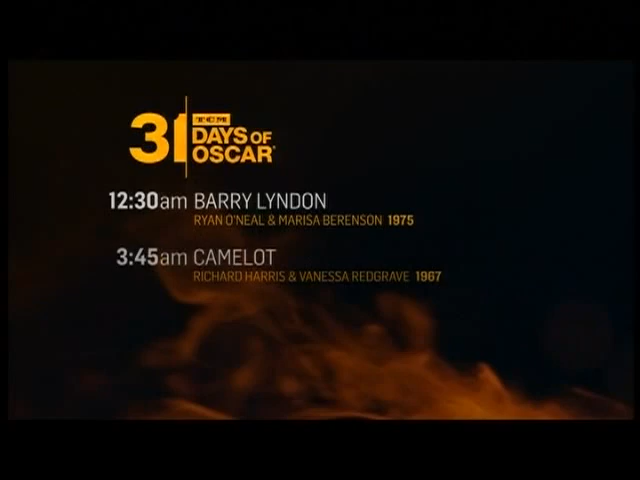 31 TCM
DAYS OF
OSCAR
12:30am BARRY LYNDON
RYAN O'NEAL & MARISA BERENSON 1975
3:45am CAMELOT
RICHARD HARRIS & VANESSA REDGRAVE 1967